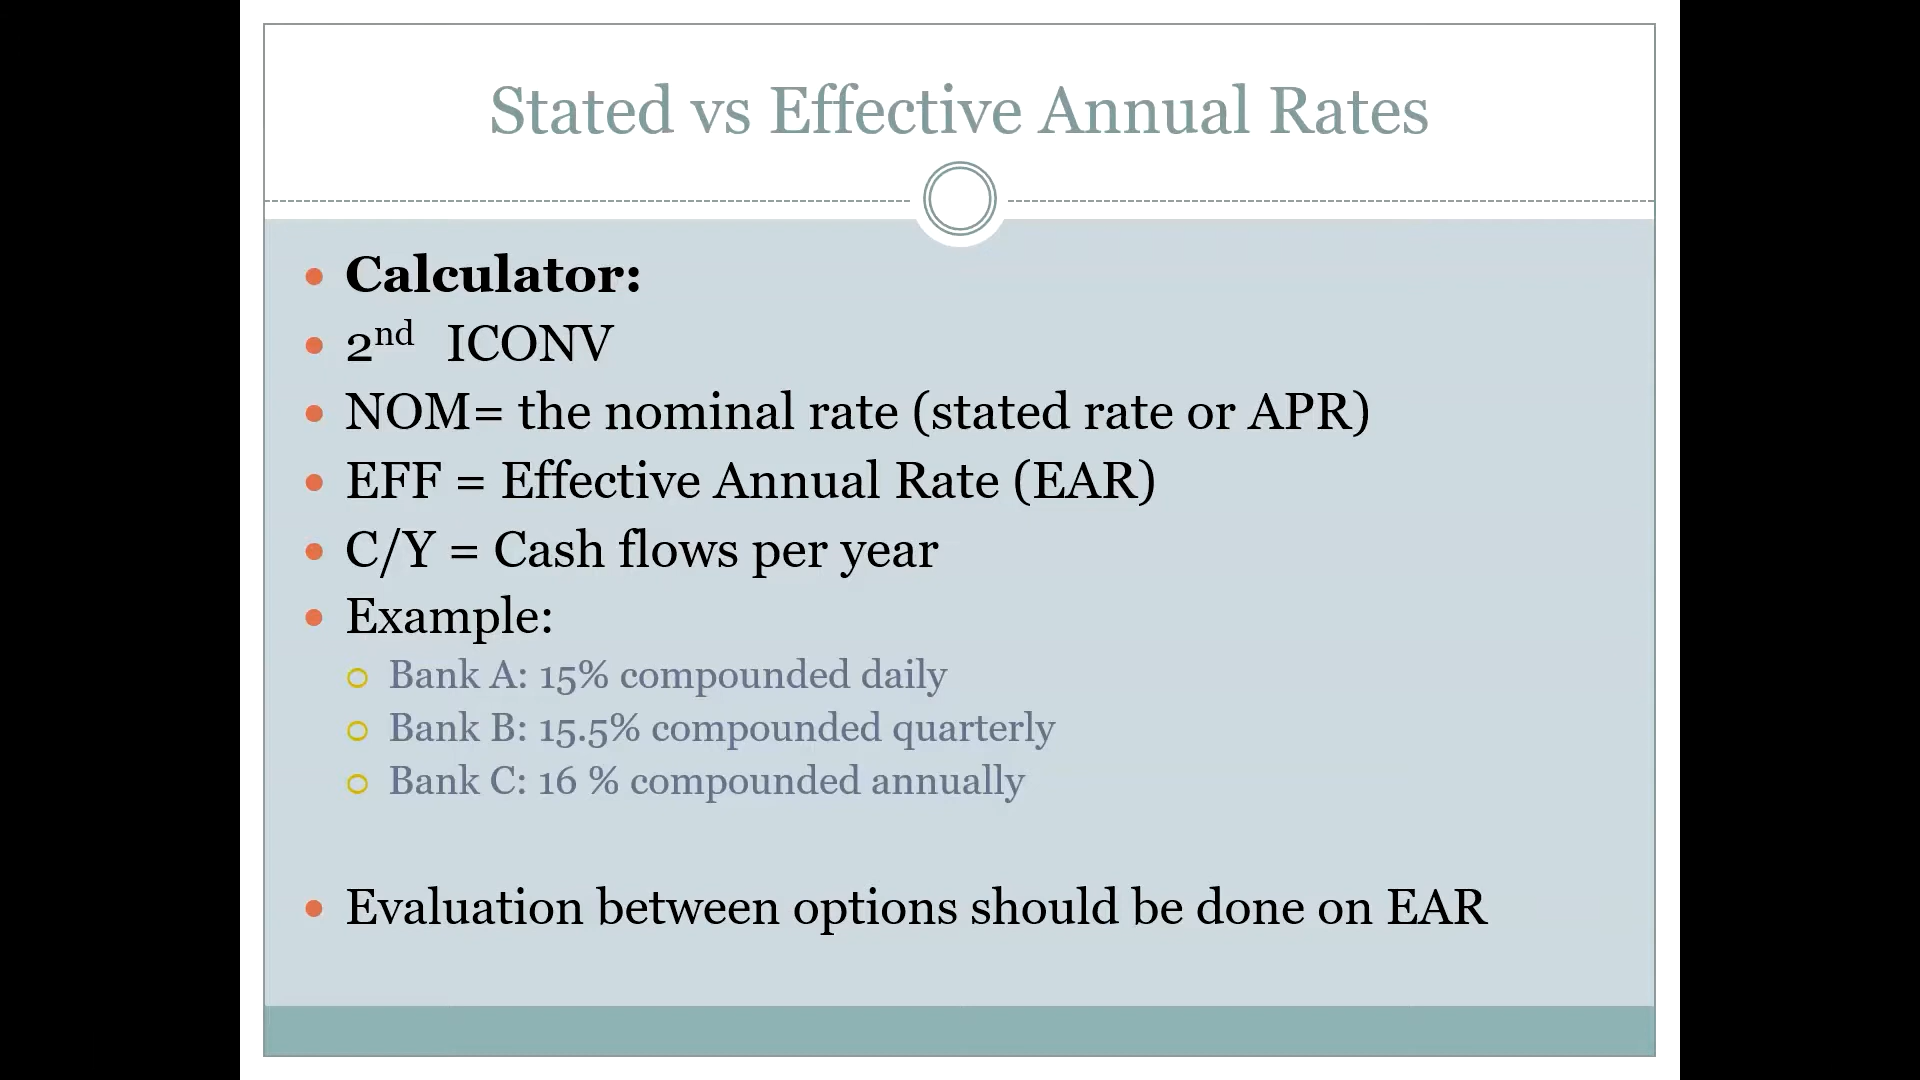 Stated vs Effective Annual Rates
Calculator:
2nd ICONV
NOM= the nominal rate (stated rate or APR)
EFF = Effective Annual Rate (EAR)
C/Y = Cash flows per year
Example:
Bank A: 15% compounded daily
Bank B: 15.5% compounded quarterly
Bank C: 16 % compounded annually
Evaluation between options should be done on EAR